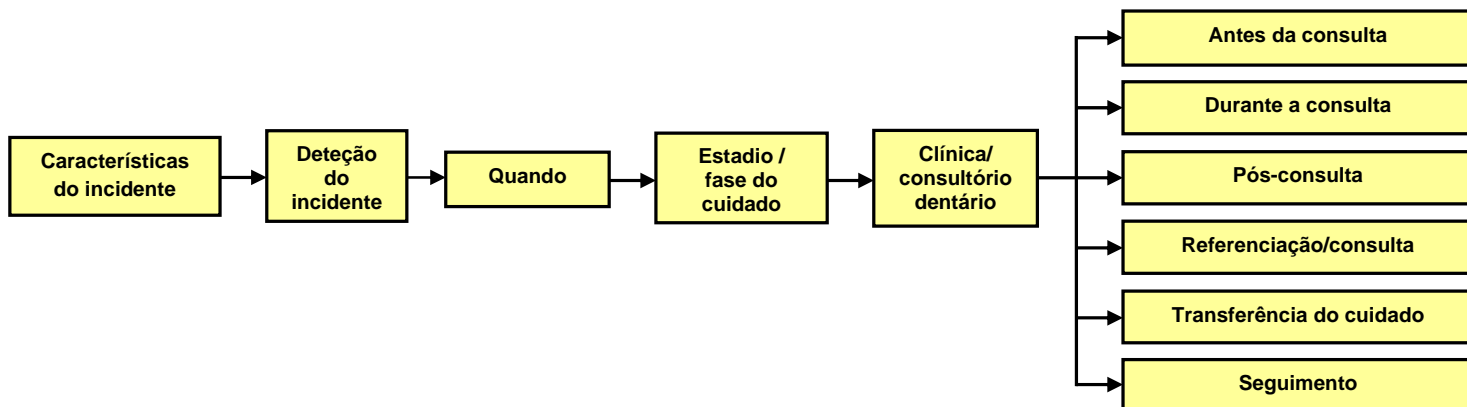 Características
do incidente
Deteção
do
incidente
Quando
Estadio /
fase do
cuidado
Clínica/
consultório
dentário
Antes da consulta
Durante a consulta
Pós-consulta
Referenciação/consulta
Transferência do cuidado
Seguimento